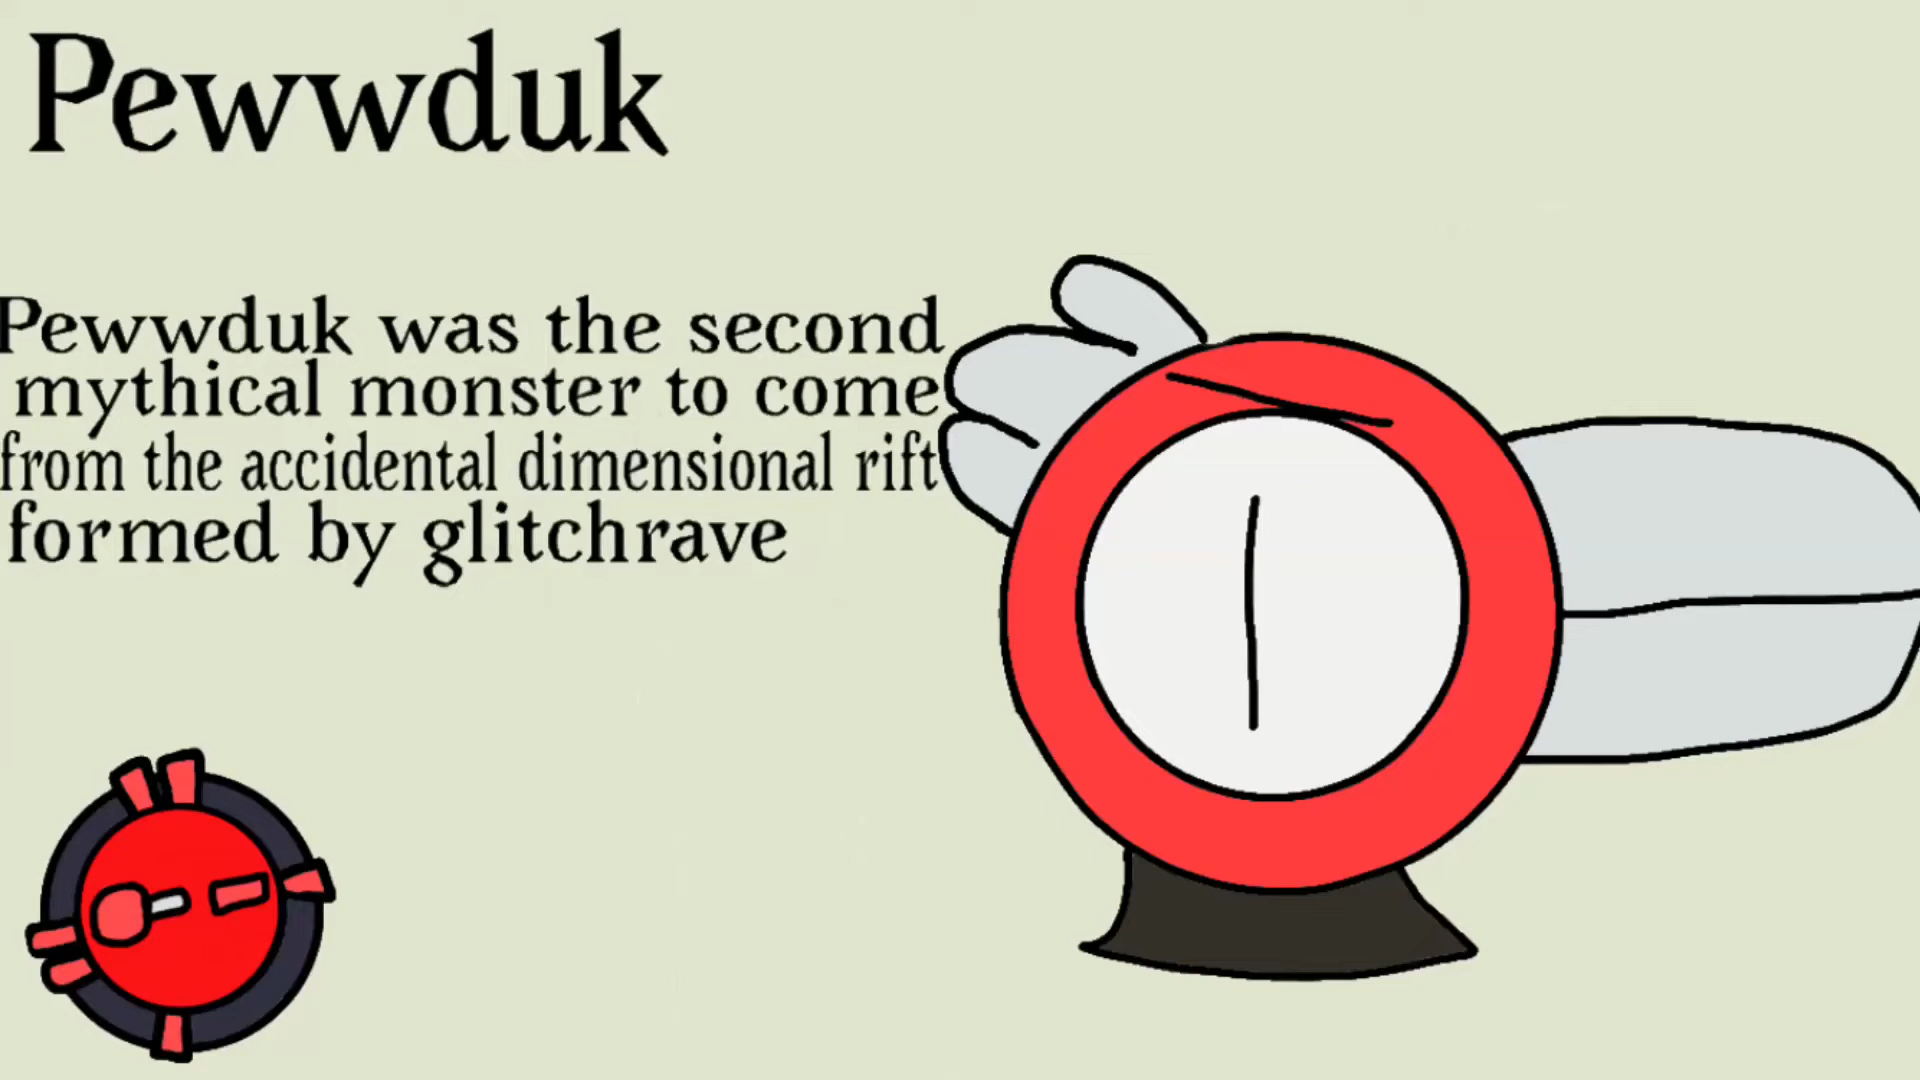 Pewwduk
Pewwduk was the second
mythical monster to come
from the accidental dimensional rift
formed by glitchrave